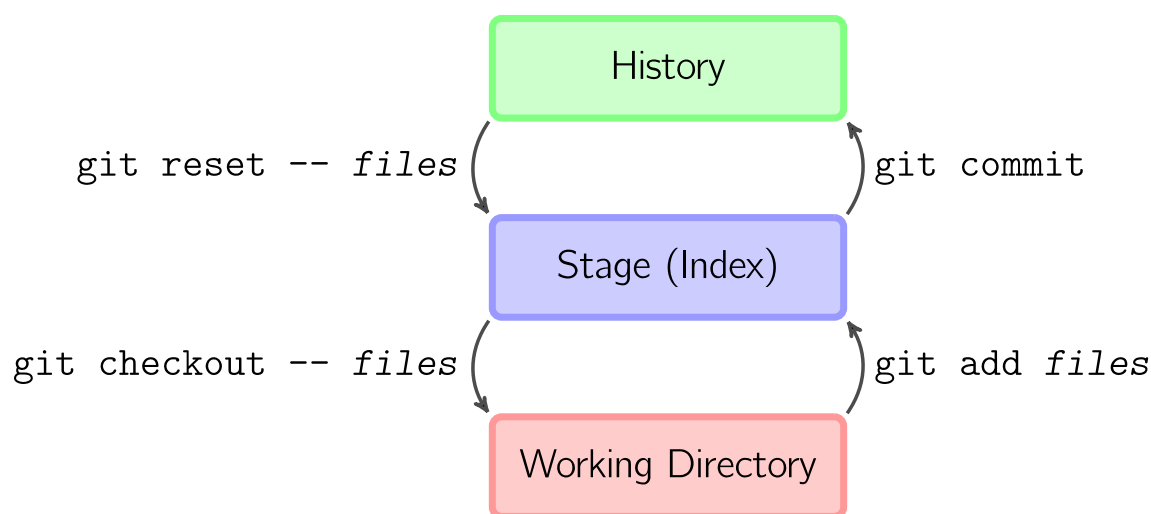 History
git reset -- files
git commit
Stage (Index)
git checkout -- files
git add files
Working Directory